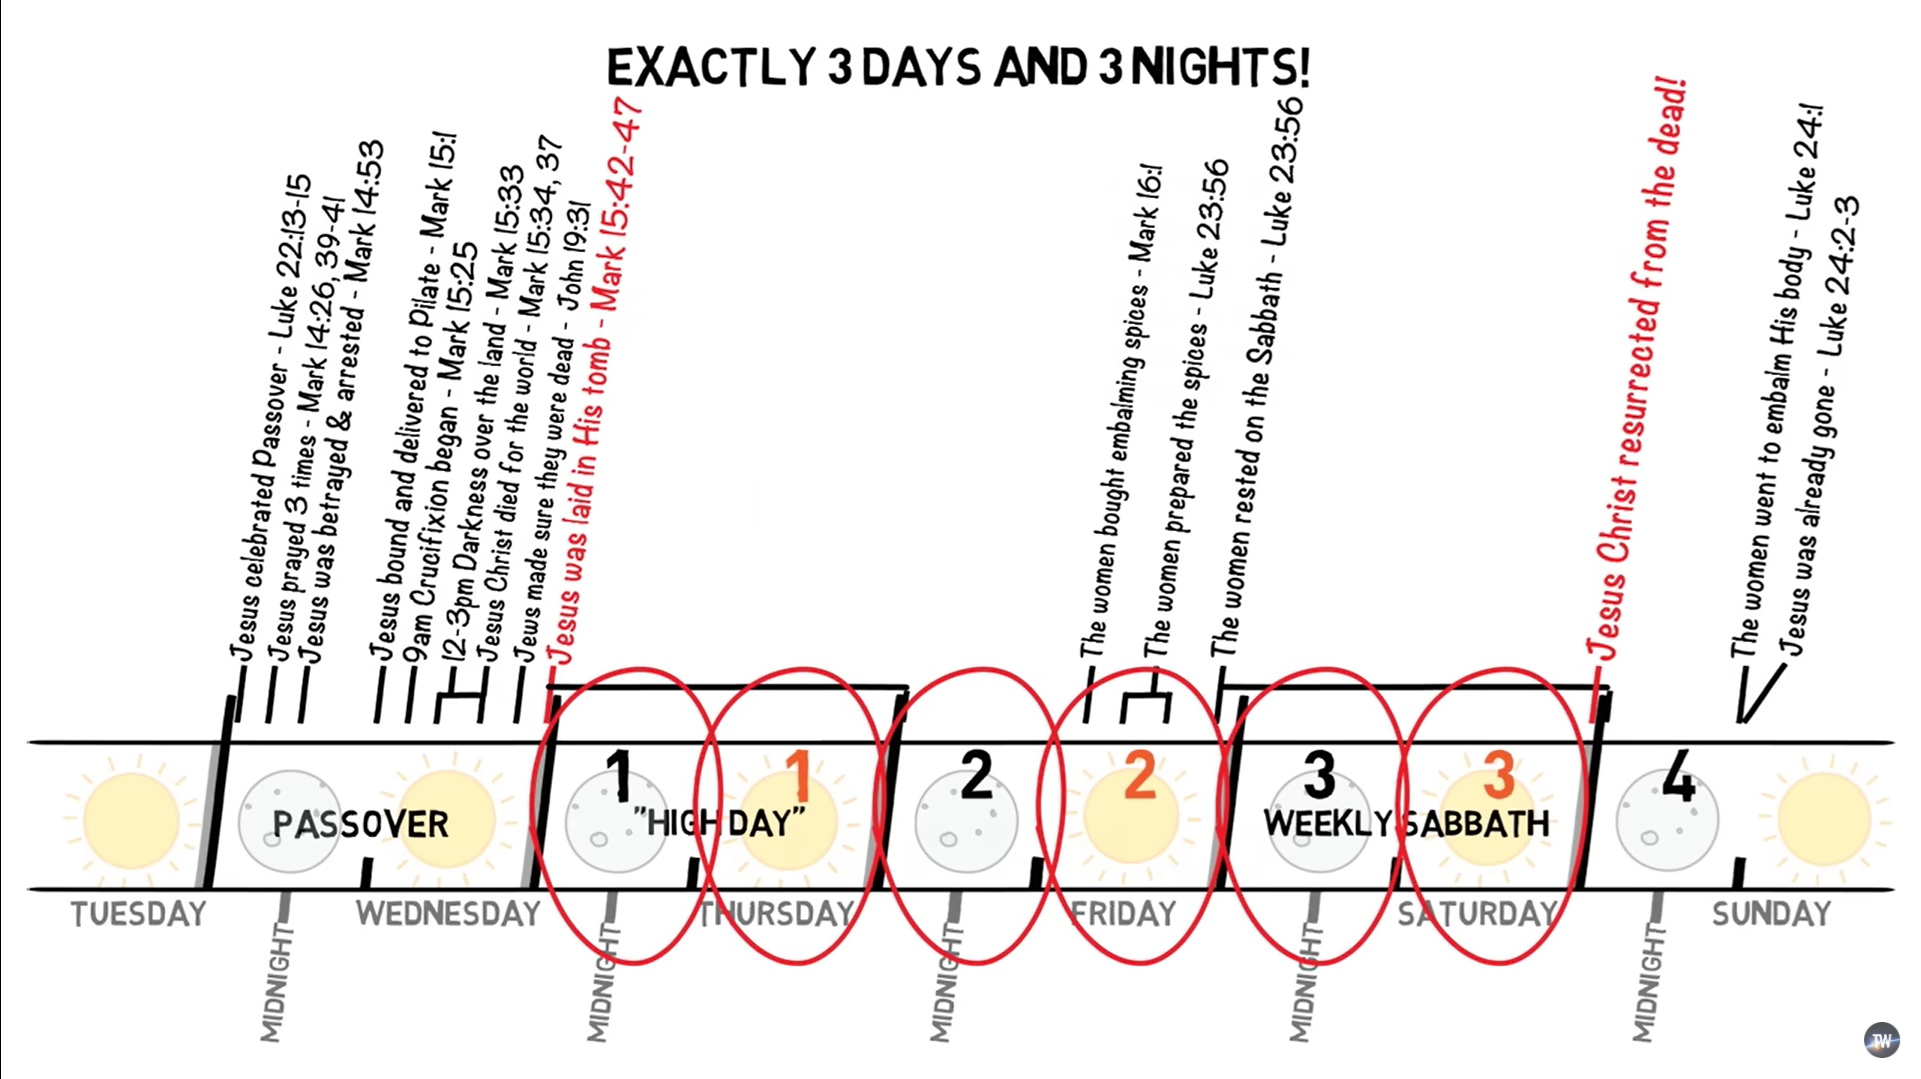 EXACTLY 3 DAYS AND 3 NIGHTS!
Jesus celebrated Passover - Luke 22:13-15
Jesus prayed 3 times - Mark 14:26, 39-41
Jesus was betrayed & arrested - Mark 14:53
Jesus bound and delivered to Pilate - Mark 15:1
9am Crucifixion began - Mark 15:25
12-3pm Darkness over the land - Mark 15:33
Jesus Christ died for the world - Mark 15:34, 37
Jews made sure they were dead - John 19:31
Jesus was laid in His tomb - Mark 15:42-47
The women bought embalming spices - Mark 16:1
The women prepared the spices - Luke 23:56
The women rested on the Sabbath - Luke 23:56
Jesus Christ resurrected from the dead!
The women went to embalm His body - Luke 24:1
Jesus was already gone - Luke 24:2-3
1 1 2 2 3 3 4
PASSOVER
"HIGH DAY"
WEEKLY SABBATH
TUESDAY WEDNESDAY THURSDAY FRIDAY SATURDAY SUNDAY
MIDNIGHT
MIDNIGHT
MIDNIGHT
MIDNIGHT
MIDNIGHT
TW